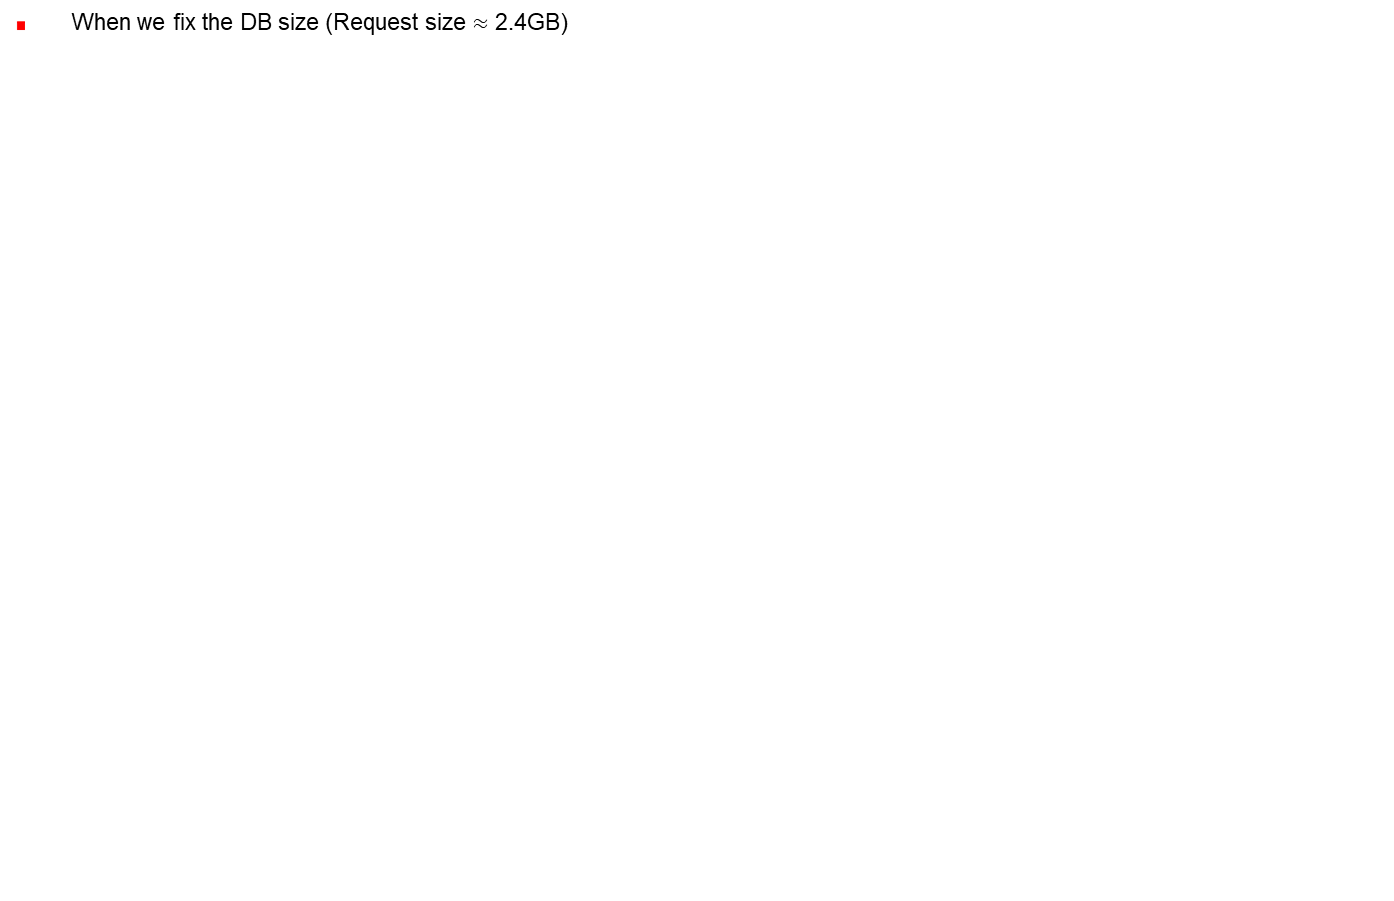 When we fix the DB size (Request size ≈ 2.4GB)